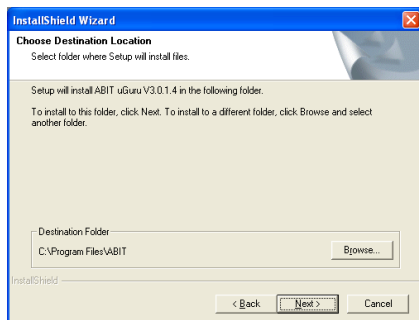 InstallShield Wizard
Choose Destination Location
Select folder where Setup will install files.
Setup will install ABIT uGuru V3.0.1.4 in the following folder.
To install to this folder, click Next. To install to a different folder, click Browse and select
another folder.
Destination Folder
C:\Program Files\ABIT
Browse...
InstallShield
< Back
Next >
Cancel